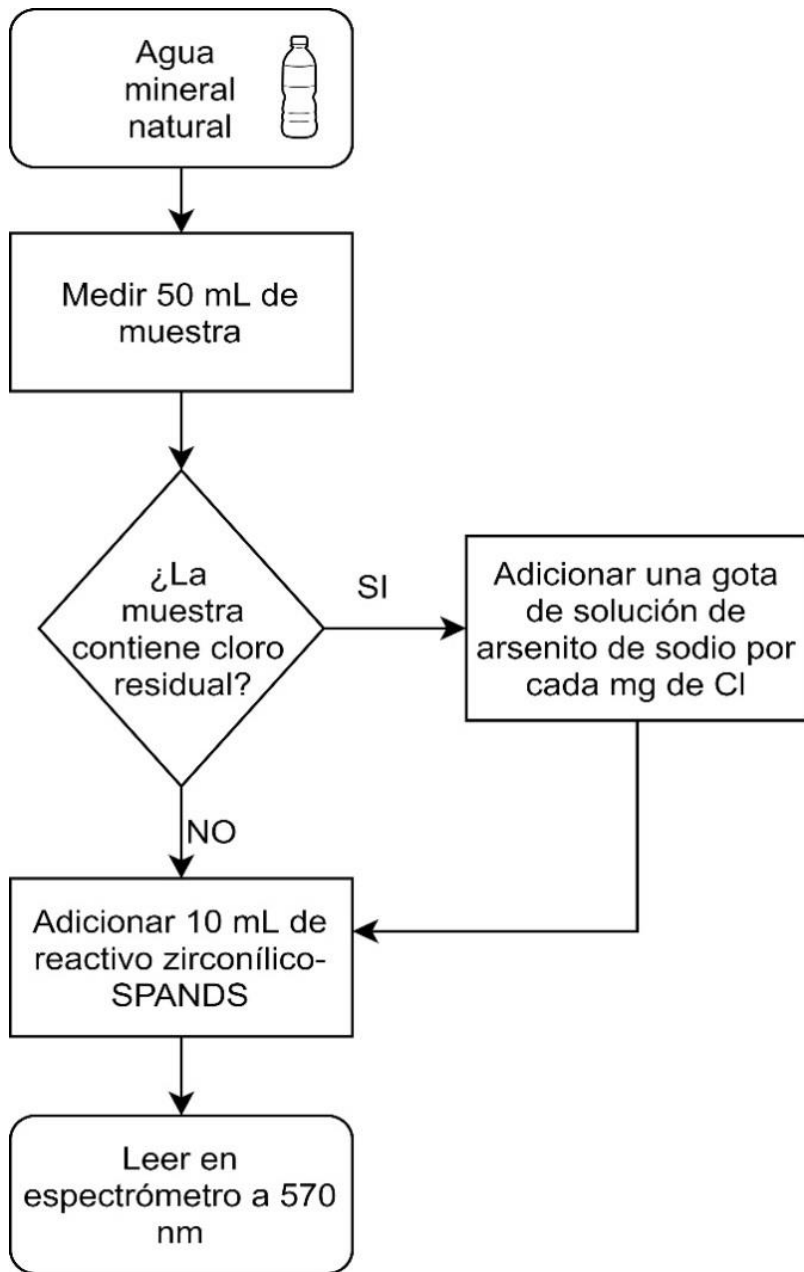 Agua
mineral
natural
Medir 50 mL de
muestra
¿La
muestra
contiene cloro
residual?
SI
Adicionar una gota
de solución de
arsenito de sodio por
cada mg de Cl
NO
Adicionar 10 mL de
reactivo zirconílico-
SPANDS
Leer en
espectrómetro a 570
nm